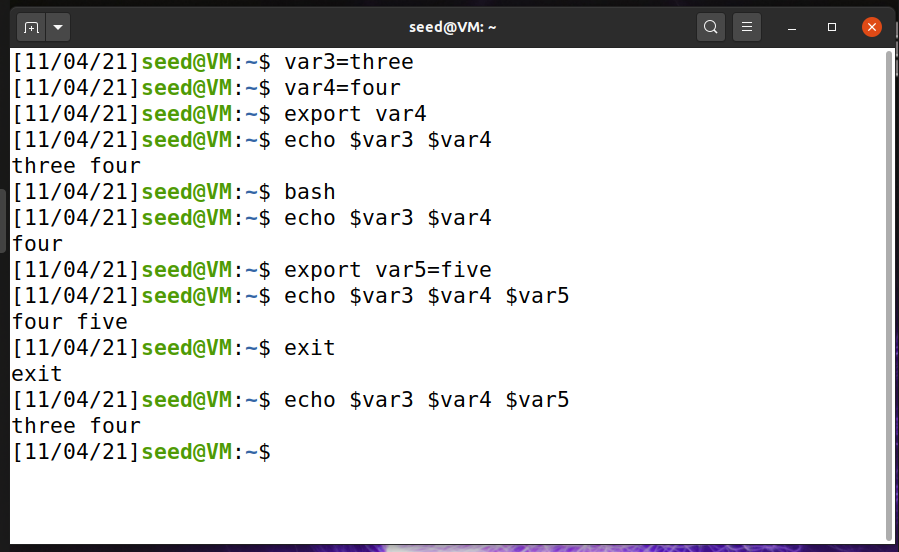 seed@VM: ~
[11/04/21]seed@VM:~$ var3=three
[11/04/21]seed@VM:~$ var4=four
[11/04/21]seed@VM:~$ export var4
[11/04/21]seed@VM:~$ echo $var3 $var4
three four
[11/04/21]seed@VM:~$ bash
[11/04/21]seed@VM:~$ echo $var3 $var4
four
[11/04/21]seed@VM:~$ export var5=five
[11/04/21]seed@VM:~$ echo $var3 $var4 $var5
four five
[11/04/21]seed@VM:~$ exit
exit
[11/04/21]seed@VM:~$ echo $var3 $var4 $var5
three four
[11/04/21]seed@VM:~$